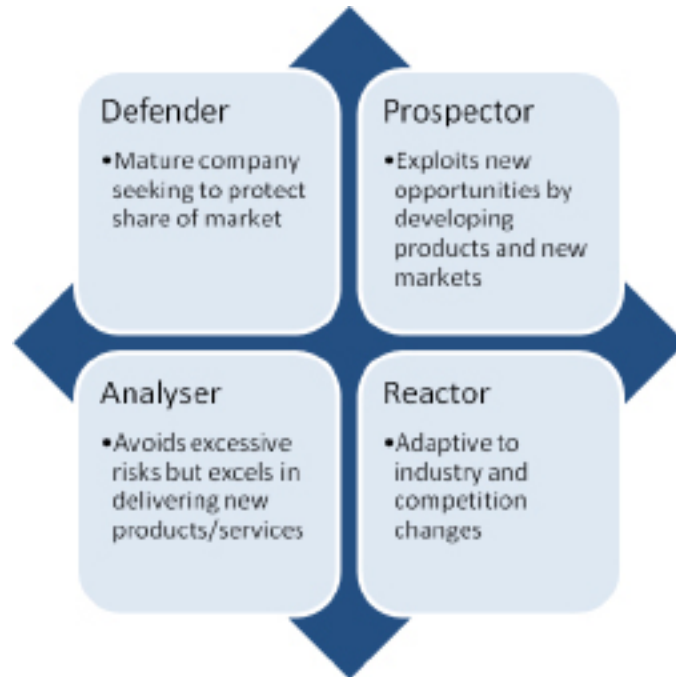 Defender
•Mature company
seeking to protect
share of market
Prospector
•Exploits new
opportunities by
developing
products and new
markets
Analyser
•Avoids excessive
risks but excels in
delivering new
products/services
Reactor
•Adaptive to
industry and
competition
changes